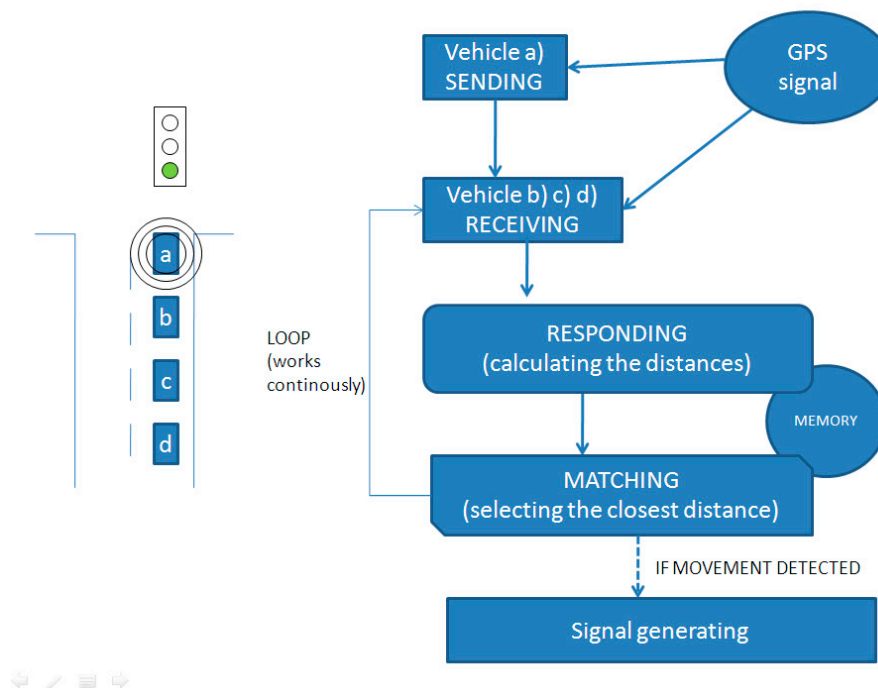 Vehicle a)
SENDING
GPS
signal
Vehicle b) c) d)
RECEIVING
a
b
c
d
LOOP
(works
continously)
RESPONDING
(calculating the distances)
MEMORY
MATCHING
(selecting the closest distance)
IF MOVEMENT DETECTED
Signal generating